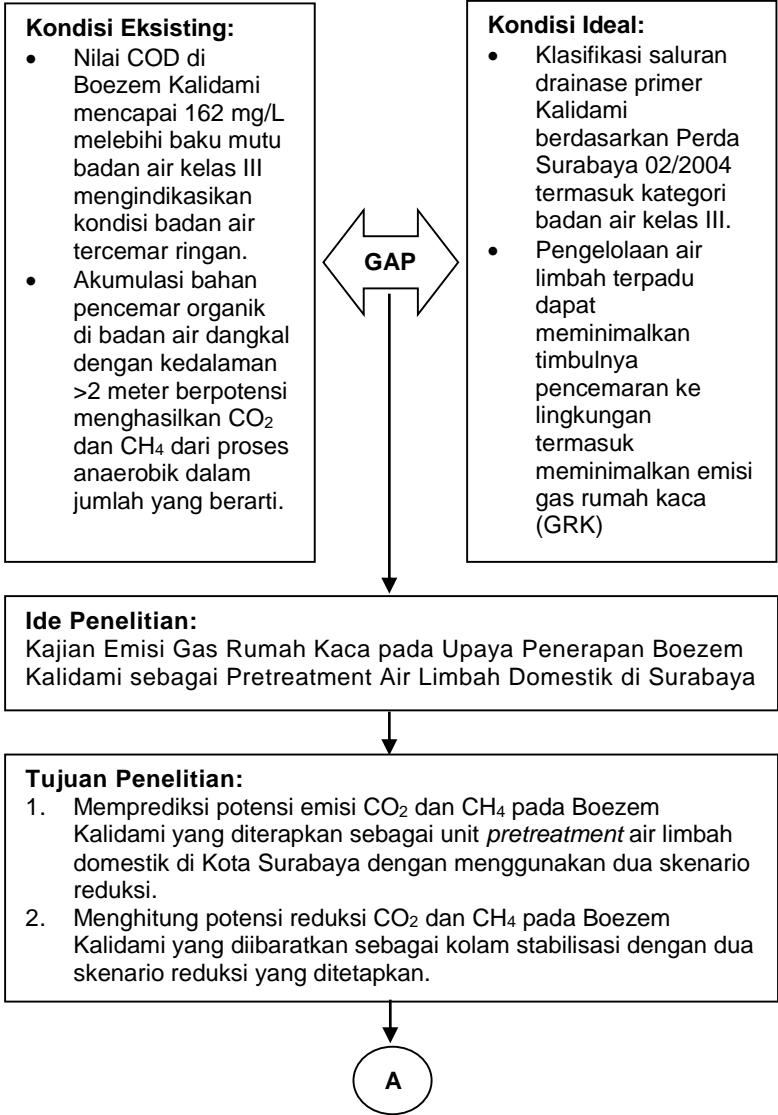 Kondisi Eksisting:
• Nilai COD di
Boezem Kalidami
mencapai 162 mg/L
melebihi baku mutu
badan air kelas III
mengindikasikan
kondisi badan air
tercemar ringan.
• Akumulasi bahan
pencemar organik
di badan air dangkal
dengan kedalaman
>2 meter berpotensi
menghasilkan CO₂
dan CH₄ dari proses
anaerobik dalam
jumlah yang berarti.
GAP
Kondisi Ideal:
• Klasifikasi saluran
drainase primer
Kalidami
berdasarkan Perda
Surabaya 02/2004
termasuk kategori
badan air kelas III.
• Pengelolaan air
limbah terpadu
dapat
meminimalkan
timbulnya
pencemaran ke
lingkungan
termasuk
meminimalkan emisi
gas rumah kaca
(GRK)
Ide Penelitian:
Kajian Emisi Gas Rumah Kaca pada Upaya Penerapan Boezem
Kalidami sebagai Pretreatment Air Limbah Domestik di Surabaya
Tujuan Penelitian:
1. Memprediksi potensi emisi CO₂ dan CH₄ pada Boezem
Kalidami yang diterapkan sebagai unit pretreatment air limbah
domestik di Kota Surabaya dengan menggunakan dua skenario
reduksi.
2. Menghitung potensi reduksi CO₂ dan CH₄ pada Boezem
Kalidami yang diibaratkan sebagai kolam stabilisasi dengan dua
skenario reduksi yang ditetapkan.
A